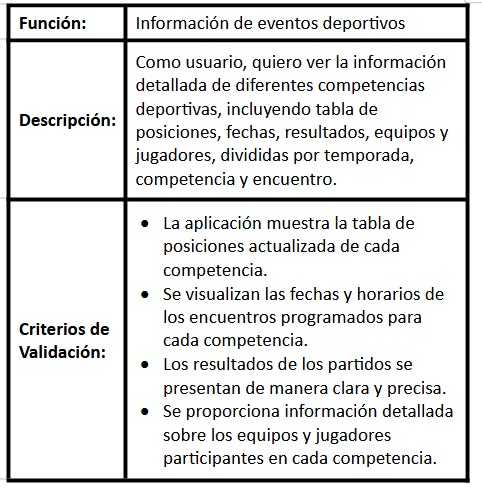 Función: Información de eventos deportivos
Como usuario, quiero ver la información
detallada de diferentes competencias
deportivas, incluyendo tabla de
Descripción: posiciones, fechas, resultados, equipos y
jugadores, divididas por temporada,
competencia y encuentro.
• La aplicación muestra la tabla de
posiciones actualizada de cada
competencia.
• Se visualizan las fechas y horarios de
Criterios de los encuentros programados para
Validación: cada competencia.
• Los resultados de los partidos se
presentan de manera clara y precisa.
• Se proporciona información detallada
sobre los equipos y jugadores
participantes en cada competencia.